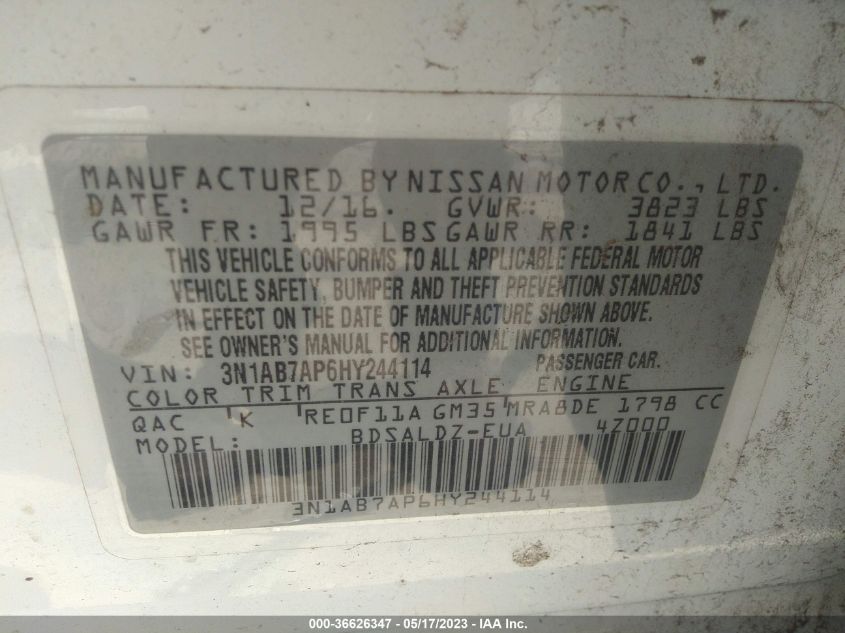 MANUFACTURED BY NISSAN MOTOR CO., LTD.
DATE: 12/16. GVWR: 3823 LBS
GAWR FR: 1995 LBS GAWR RR: 1841 LBS
THIS VEHICLE CONFORMS TO ALL APPLICABLE FEDERAL MOTOR
VEHICLE SAFETY, BUMPER AND THEFT PREVENTION STANDARDS
IN EFFECT ON THE DATE OF MANUFACTURE SHOWN ABOVE.
SEE OWNER'S MANUAL FOR ADDITIONAL INFORMATION.
VIN: 3N1AB7AP6HY244114 PASSENGER CAR.
COLOR TRIM TRANS AXLE ENGINE
QAC K RE0F11A GM35 MRA8DE 1798 CC
MODEL: BDSALDZ-EUA 4Z000
3N1AB7AP6HY244114
000-36626347 - 05/17/2023 - IAA Inc.